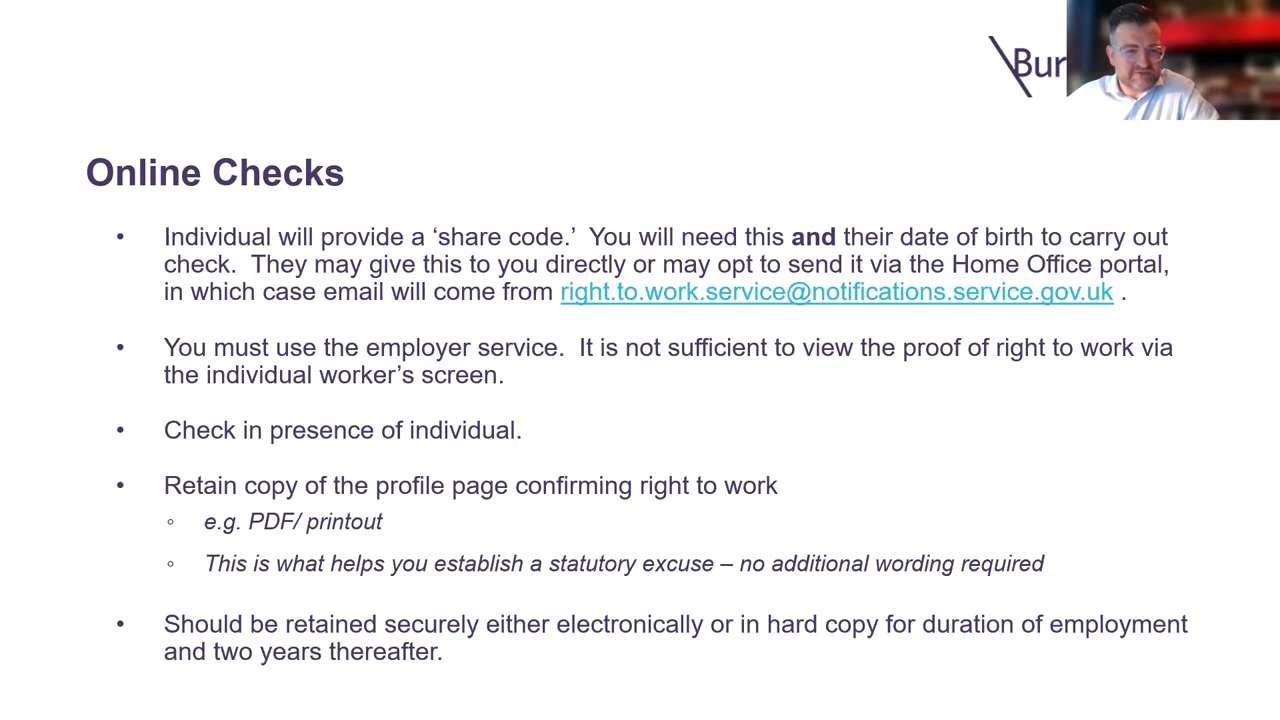 Bur
Online Checks
• Individual will provide a ‘share code.’ You will need this and their date of birth to carry out
check. They may give this to you directly or may opt to send it via the Home Office portal,
in which case email will come from right.to.work.service@notifications.service.gov.uk .
• You must use the employer service. It is not sufficient to view the proof of right to work via
the individual worker’s screen.
• Check in presence of individual.
• Retain copy of the profile page confirming right to work
◦ e.g. PDF/ printout
◦ This is what helps you establish a statutory excuse – no additional wording required
• Should be retained securely either electronically or in hard copy for duration of employment
and two years thereafter.